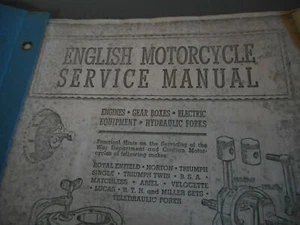 ENGLISH MOTORCYCLE
SERVICE MANUAL
ENGINES • GEAR BOXES • ELECTRIC
EQUIPMENT • HYDRAULIC FORKS
Practical Hints on the Servicing of the
War Department and Civilian Motor-
cycles of following makes:
ROYAL ENFIELD • NORTON • TRIUMPH
SINGLE • TRIUMPH TWIN • B. S. A.
MATCHLESS • ARIEL • VELOCETTE
LUCAS • B. T. H. and MILLER SETS •
TELEDRAULIC FORKS